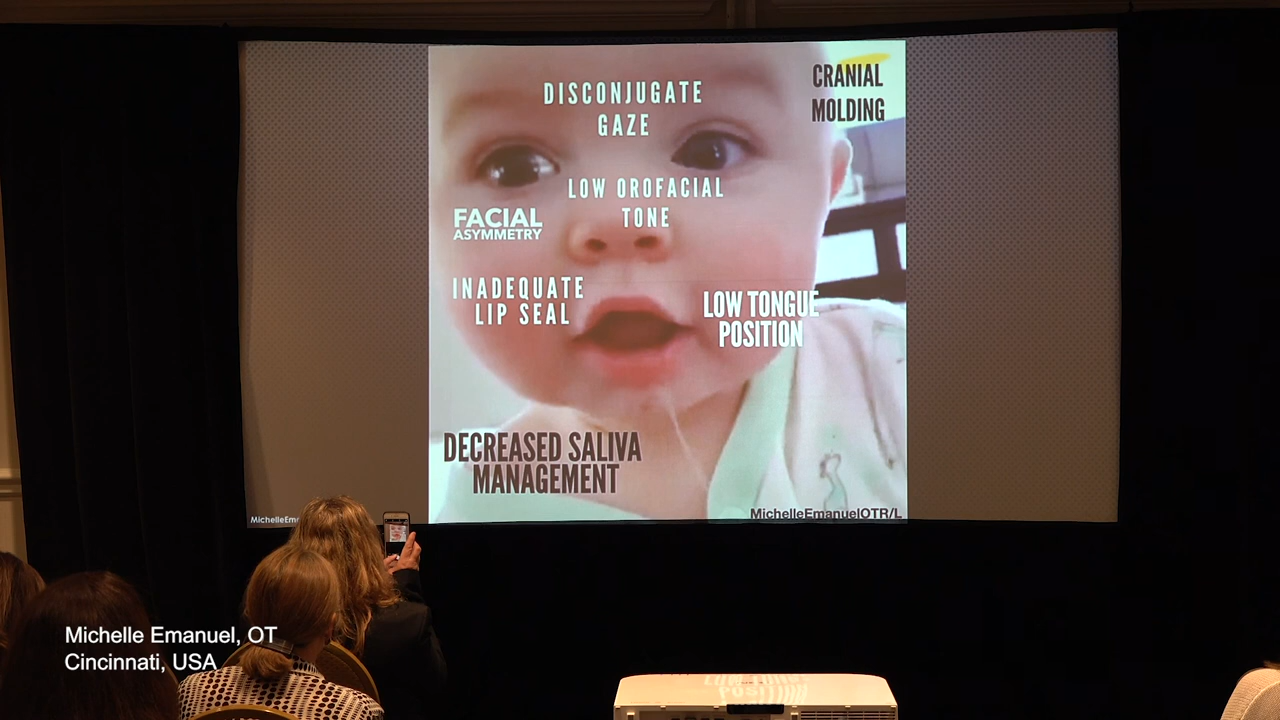 DISCONJUGATE
GAZE
CRANIAL
MOLDING
LOW OROFACIAL
TONE
FACIAL
ASYMMETRY
INADEQUATE
LIP SEAL
LOW TONGUE
POSITION
DECREASED SALIVA
MANAGEMENT
MichelleEmanuelOTR/L
Michelle Emanuel, OT
Cincinnati, USA